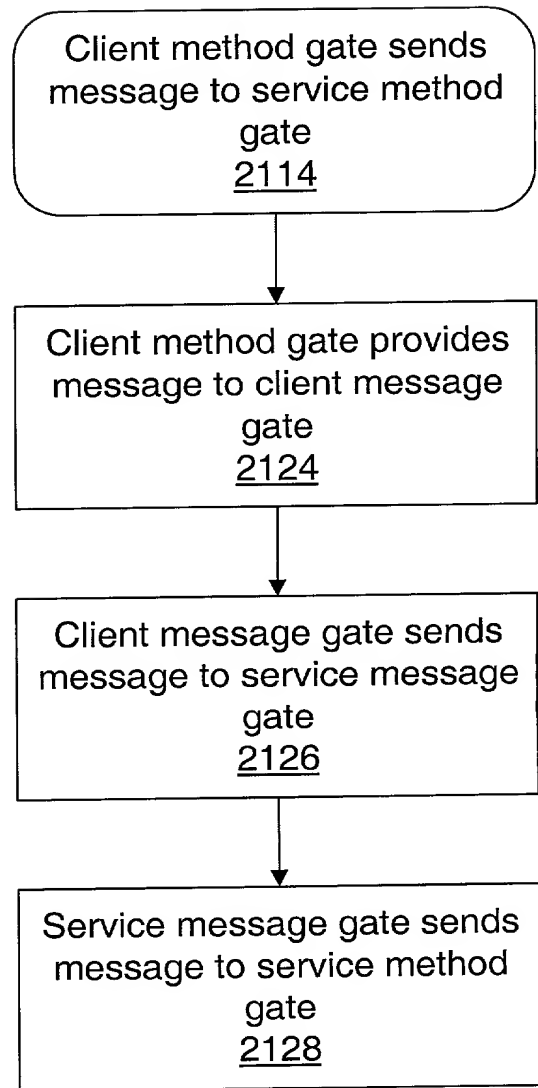 Client method gate sends
message to service method
gate
2114
Client method gate provides
message to client message
gate
2124
Client message gate sends
message to service message
gate
2126
Service message gate sends
message to service method
gate
2128